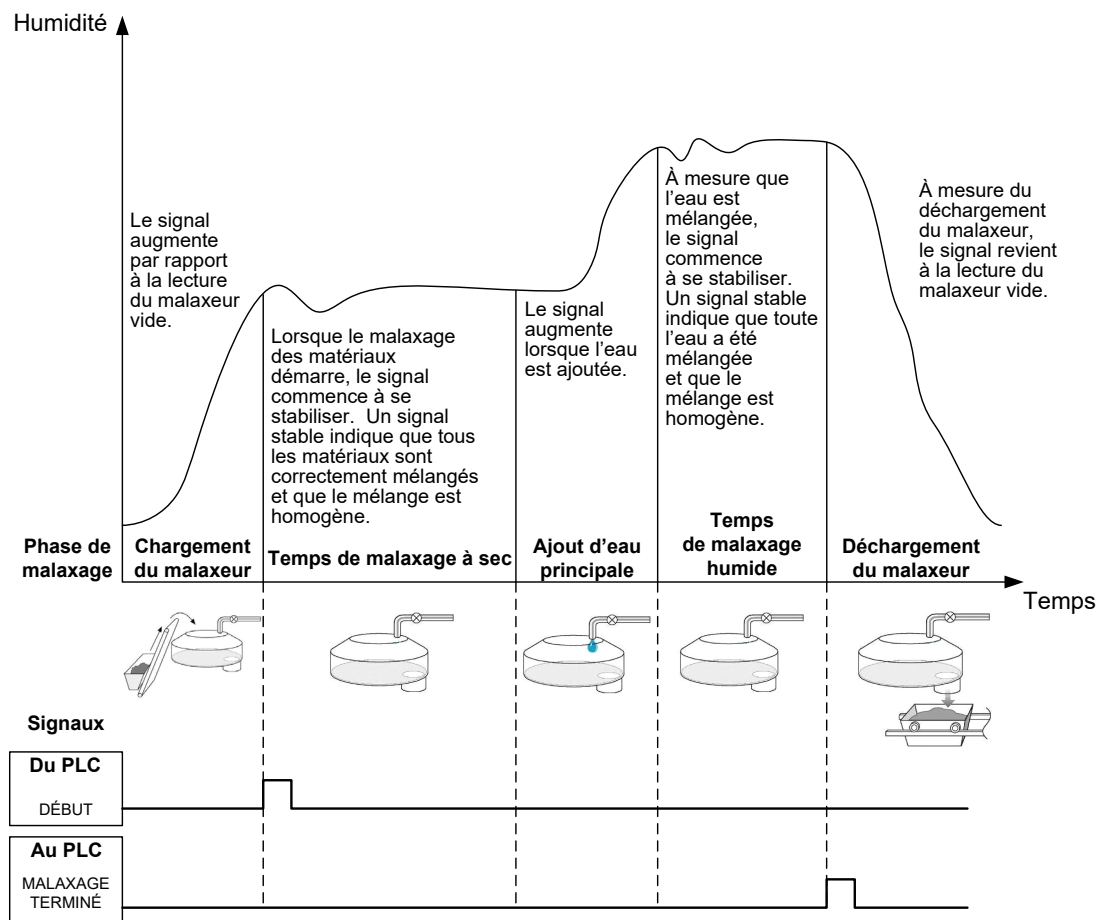 Humidité
Le signal
augmente
par rapport
à la lecture
du malaxeur
vide.
Lorsque le malaxage
des matériaux
démarre, le signal
commence à se
stabiliser. Un signal
stable indique que tous
les matériaux sont
correctement mélangés
et que le mélange est
homogène.
Le signal
augmente
lorsque l'eau
est ajoutée.
À mesure que
l'eau est
mélangée,
le signal
commence
à se stabiliser.
Un signal stable
indique que toute
l'eau a été
mélangée
et que le
mélange est
homogène.
À mesure du
déchargement
du malaxeur,
le signal revient
à la lecture du
malaxeur vide.
Phase de
malaxage
Chargement
du malaxeur
Temps de malaxage à sec
Ajout d'eau
principale
Temps
de malaxage
humide
Déchargement
du malaxeur
Temps
Signaux
Du PLC
DÉBUT
Au PLC
MALAXAGE
TERMINÉ